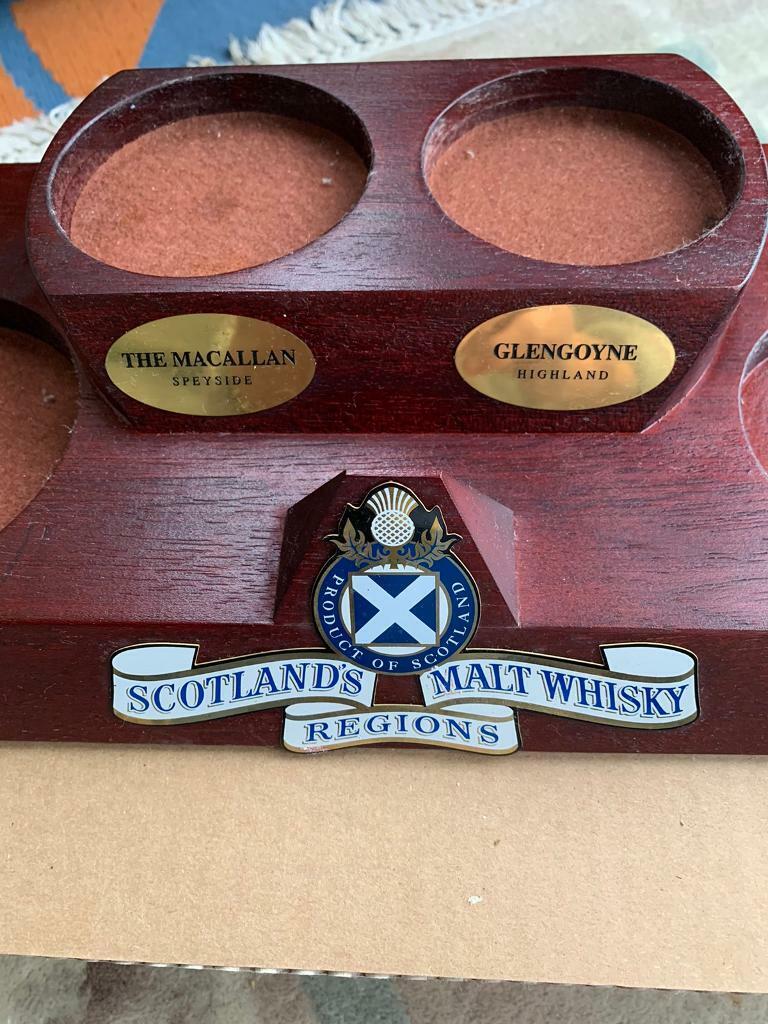 THE MACALLAN
SPEYSIDE
GLENGOYNE
HIGHLAND
PRODUCT OF SCOTLAND
SCOTLAND'S MALT WHISKY
REGIONS